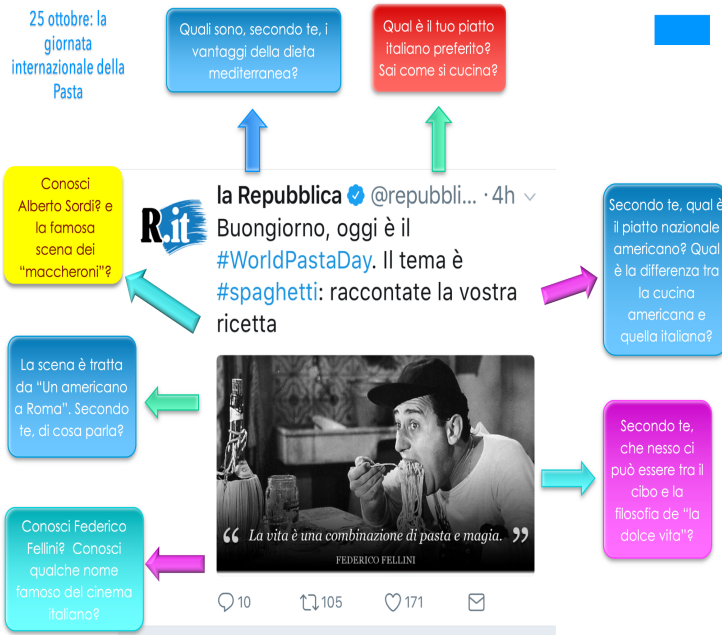 25 ottobre: la
giornata
internazionale della
Pasta
Quali sono, secondo te, i
vantaggi della dieta
mediterranea?
Qual è il tuo piatto
italiano preferito?
Sai come si cucina?
Conosci
Alberto Sordi? e
la famosa
scena dei
“maccheroni”?
la Repubblica @repubbli... · 4h
R.it
Buongiorno, oggi è il
#WorldPastaDay. Il tema è
#spaghetti: raccontate la vostra
ricetta
Secondo te, qual è
il piatto nazionale
americano? Qual
è la differenza tra
la cucina
americana e
quella italiana?
La scena è tratta
da “Un americano
a Roma”. Secondo
te, di cosa parla?
Secondo te,
che nesso ci
può essere tra il
cibo e la
filosofia de “la
dolce vita”?
“ La vita è una combinazione di pasta e magia. ”
FEDERICO FELLINI
Conosci Federico
Fellini? Conosci
qualche nome
famoso del cinema
italiano?
10 105 171